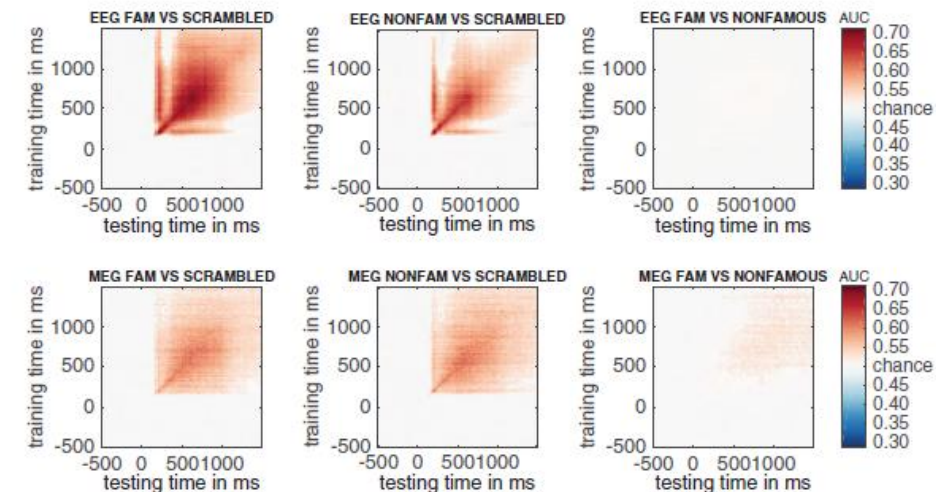 EEG FAM VS SCRAMBLED
EEG NONFAM VS SCRAMBLED
EEG FAM VS NONFAMOUS
AUC
training time in ms
1000
500
0
-500
-500 0 5001000
testing time in ms
training time in ms
1000
500
0
-500
-500 0 5001000
testing time in ms
training time in ms
1000
500
0
-500
-500 0 5001000
testing time in ms
0.70
0.65
0.60
0.55
chance
0.45
0.40
0.35
0.30
MEG FAM VS SCRAMBLED
MEG NONFAM VS SCRAMBLED
MEG FAM VS NONFAMOUS
AUC
training time in ms
1000
500
0
-500
-500 0 5001000
testing time in ms
training time in ms
1000
500
0
-500
-500 0 5001000
testing time in ms
training time in ms
1000
500
0
-500
-500 0 5001000
testing time in ms
0.70
0.65
0.60
0.55
chance
0.45
0.40
0.35
0.30